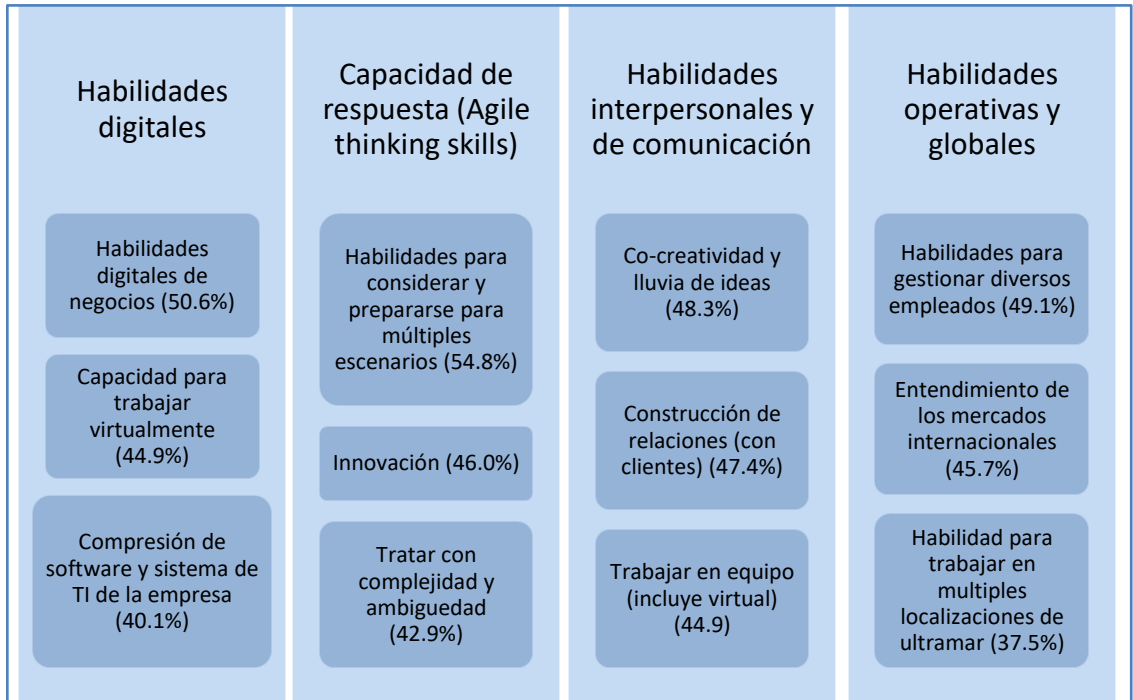 Habilidades
digitales
Habilidades
digitales de
negocios (50.6%)
Capacidad para
trabajar
virtualmente
(44.9%)
Compresión de
software y sistema de
TI de la empresa
(40.1%)
Capacidad de
respuesta (Agile
thinking skills)
Habilidades para
considerar y
prepararse para
múltiples
escenarios (54.8%)
Innovación (46.0%)
Tratar con
complejidad y
ambiguedad
(42.9%)
Habilidades
interpersonales y
de comunicación
Co-creatividad y
lluvia de ideas
(48.3%)
Construcción de
relaciones (con
clientes) (47.4%)
Trabajar en equipo
(incluye virtual)
(44.9)
Habilidades
operativas y
globales
Habilidades para
gestionar diversos
empleados (49.1%)
Entendimiento de
los mercados
internacionales
(45.7%)
Habilidad para
trabajar en
multiples
localizaciones de
ultramar (37.5%)